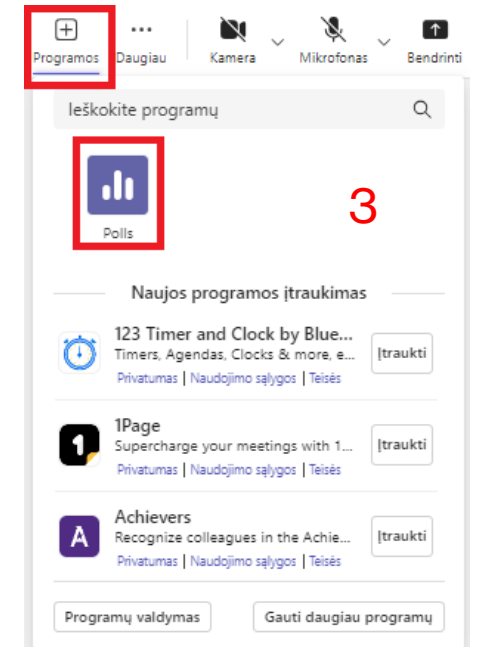 Programos Daugiau Kamera Mikrofonas Bendrinti
Ieškokite programų
3
Polls
Naujos programos įtraukimas
123 Timer and Clock by Blue...
Timers, Agendas, Clocks & more, e...
Įtraukti
Privatumas | Naudojimo sąlygos | Teisės
1Page
Supercharge your meetings with 1...
Įtraukti
Privatumas | Naudojimo sąlygos | Teisės
Achievers
Recognize colleagues in the Achie...
Įtraukti
Privatumas | Naudojimo sąlygos | Teisės
Programų valdymas Gauti daugiau programų